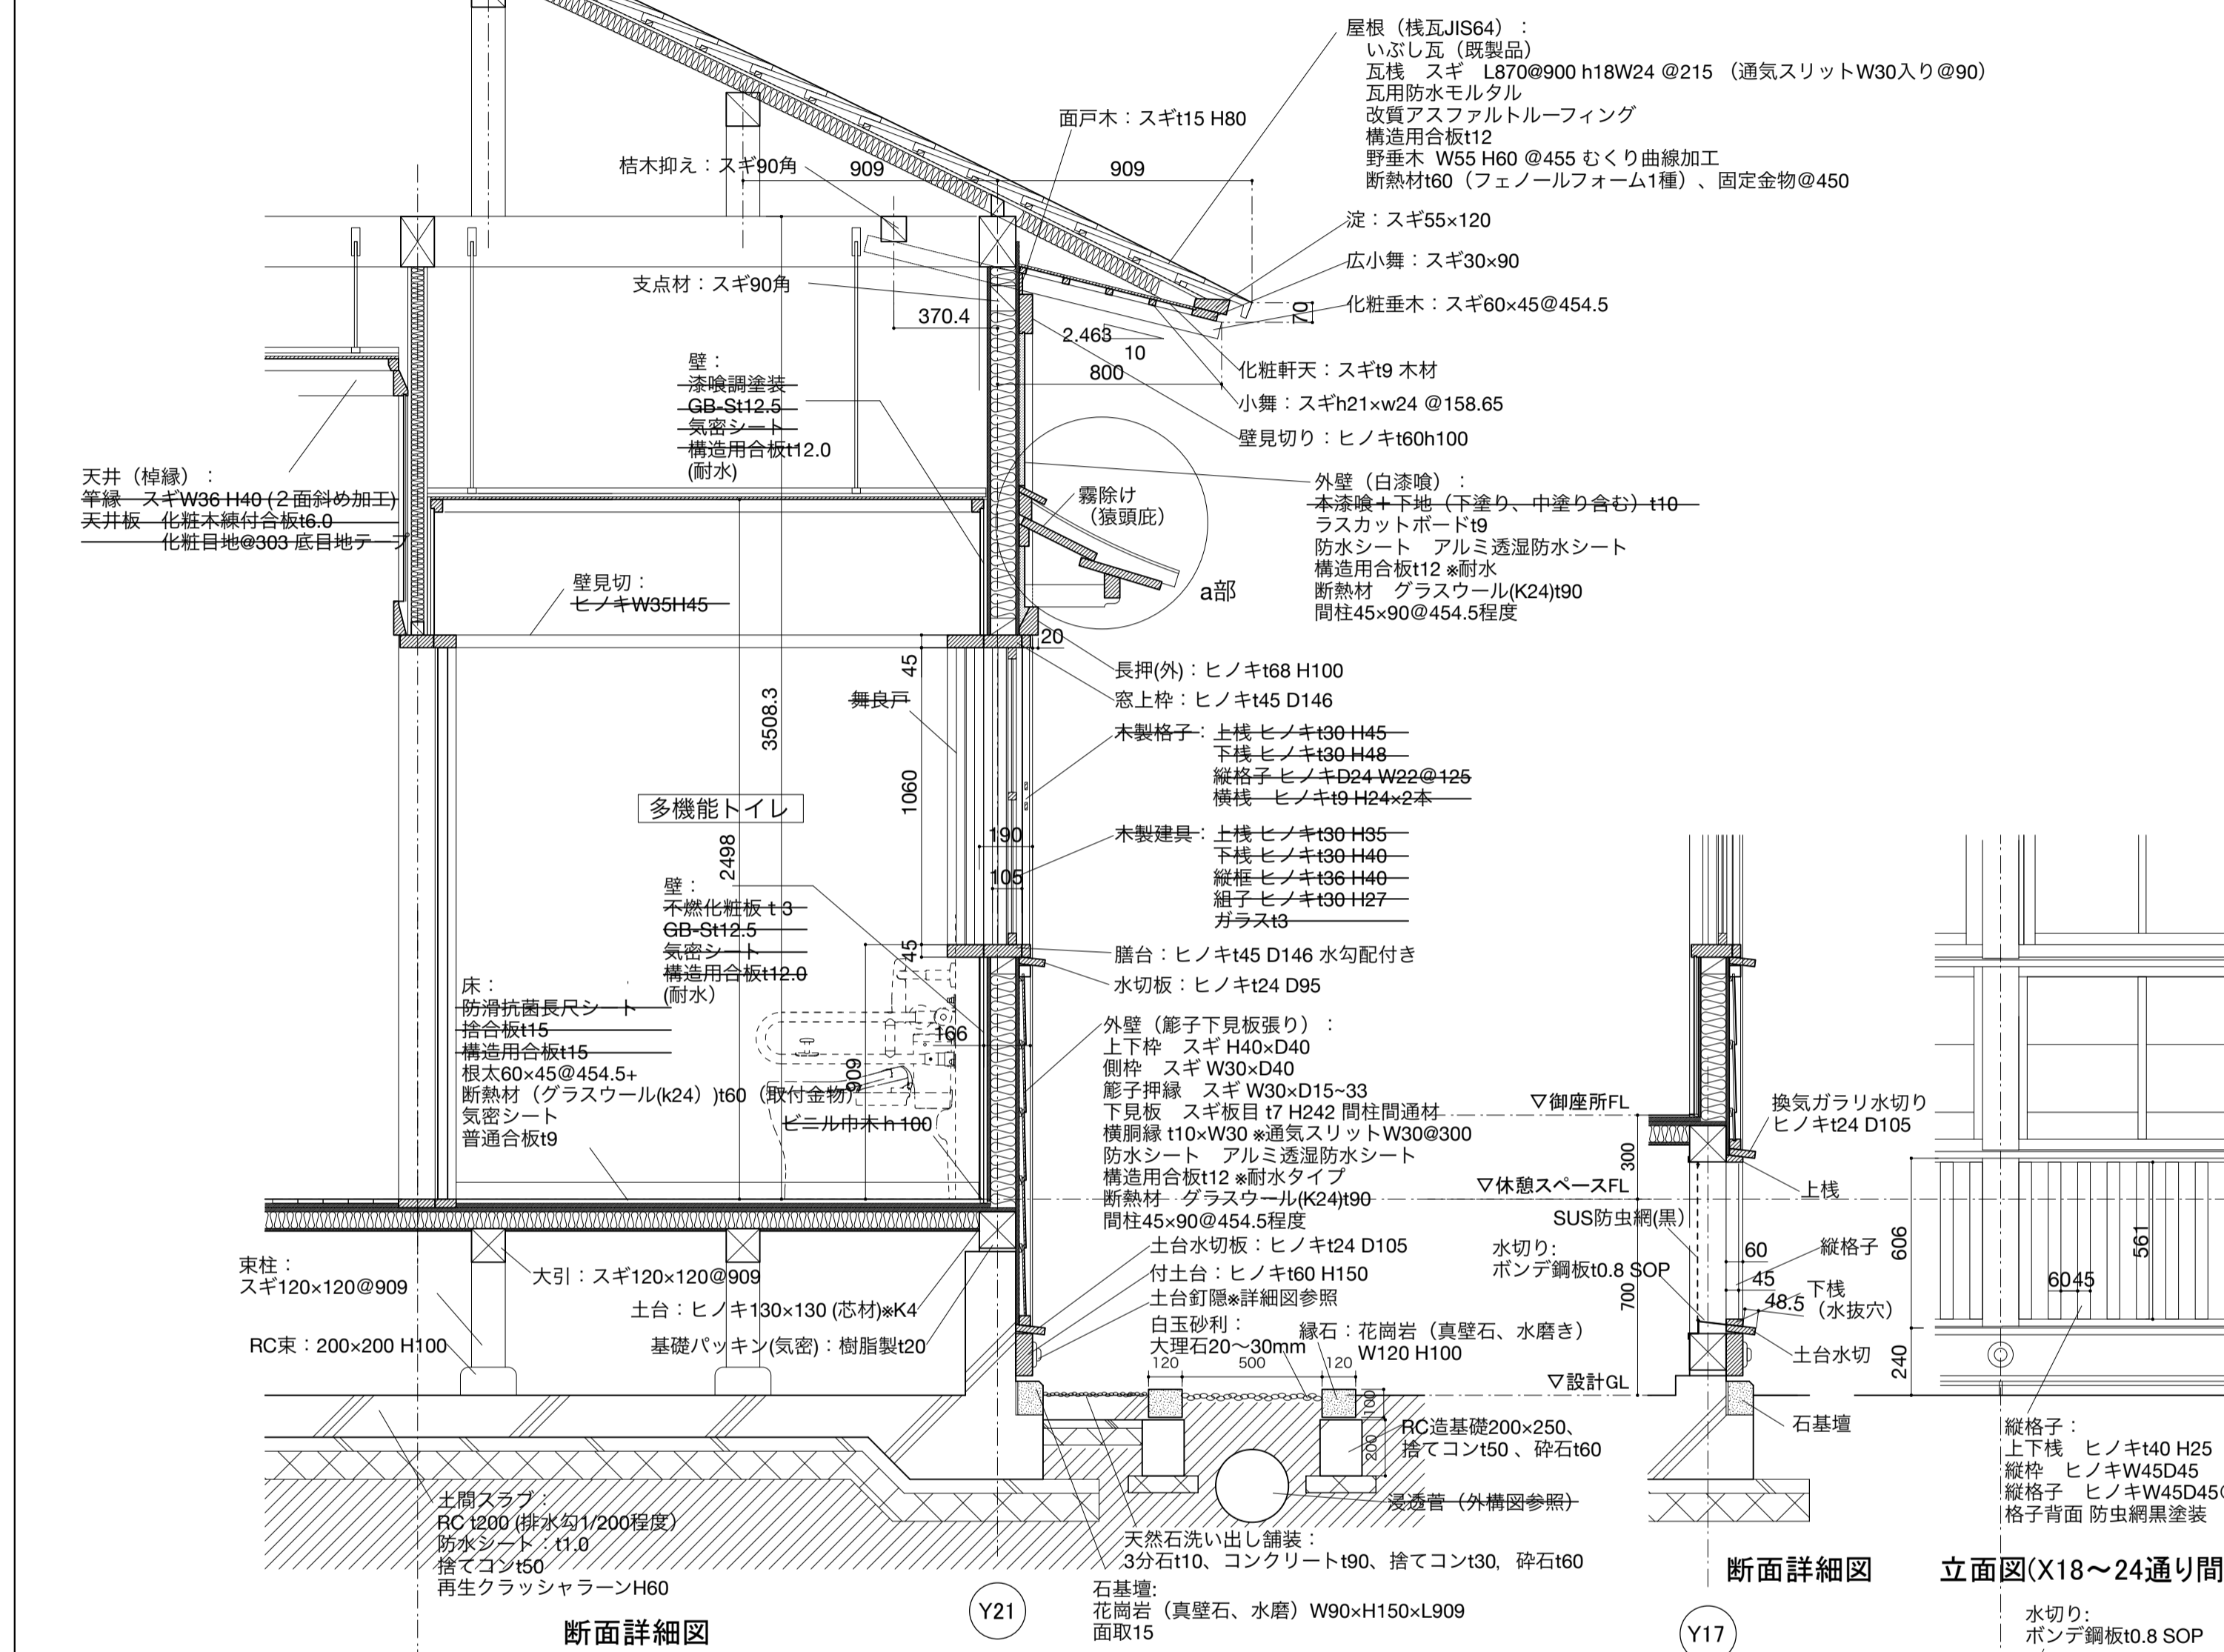 屋根（桟瓦JIS64）：
いぶし瓦（既製品）
瓦桟　スギ　L870@900 h18W24 @215 （通気スリットW30入り@90）
瓦用防水モルタル
改質アスファルトルーフィング
構造用合板t12
野垂木 W55 H60 @455 むくり曲線加工
断熱材t60（フェノールフォーム1種）、固定金物@450
面戸木：スギt15 H80
桔木抑え：スギ90角
909
909
淀：スギ55×120
広小舞：スギ30×90
化粧垂木：スギ60×45@454.5
70
支点材：スギ90角
370.4
2.463
10
800
化粧軒天：スギt9 木材
小舞：スギh21×w24 @158.65
壁見切り：ヒノキt60h100
壁：
漆喰調塗装
GB-St12.5
気密シート
構造用合板t12.0
(耐水)
天井（棹縁）：
竿縁　スギW36 H40 (２面斜め加工)
天井板　化粧木練付合板t6.0
化粧目地@303 底目地テープ
外壁（白漆喰）：
本漆喰＋下地（下塗り、中塗り含む）t10
ラスカットボードt9
防水シート　アルミ透湿防水シート
構造用合板t12 ※耐水
断熱材　グラスウール(K24)t90
間柱45×90@454.5程度
霧除け
（猿頭庇）
a部
壁見切：
ヒノキW35H45
20
45
長押(外)：ヒノキt68 H100
窓上枠：ヒノキt45 D146
舞良戸
3508.3
木製格子：上桟 ヒノキt30 H45
下桟 ヒノキt30 H48
縦格子 ヒノキD24 W22@125
横桟　ヒノキt9 H24×2本
1060
多機能トイレ
190
105
木製建具：上桟 ヒノキt30 H35
下桟 ヒノキt30 H40
縦框 ヒノキt36 H40
組子 ヒノキt30 H27
ガラスt3
2498
壁：
不燃化粧板 t 3
GB-St12.5
気密シート
構造用合板t12.0
(耐水）
45
膳台：ヒノキt45 D146 水勾配付き
水切板：ヒノキt24 D95
床：
防滑抗菌長尺シート
捨合板t15
構造用合板t15
根太60×45@454.5+
断熱材（グラスウール(k24）)t60（取付金物）
気密シート
普通合板t9
166
909
ビニル巾木ｈ100
外壁（簓子下見板張り）：
上下枠　スギ H40×D40
側枠　スギ W30×D40
簓子押縁　スギ W30×D15~33
下見板　スギ板目 t7 H242 間柱間通材
横胴縁 t10×W30 ※通気スリットW30@300
防水シート　アルミ透湿防水シート
構造用合板t12 ※耐水タイプ
断熱材　グラスウール(K24)t90
間柱45×90@454.5程度
土台水切板：ヒノキt24 D105
付土台：ヒノキt60 H150
土台釘隠※詳細図参照
白玉砂利：
大理石20〜30mm
縁石：花崗岩（真壁石、水磨き）
W120 H100
120
500
120
100
200
束柱：
スギ120×120@909
大引：スギ120×120@909
土台：ヒノキ130×130 (芯材)※K4
RC束：200×200 H100
基礎パッキン(気密)：樹脂製t20
RC造基礎200×250、
捨てコンt50 、砕石t60
浸透菅（外構図参照）
土間スラブ：
RC t200 (排水勾1/200程度)
防水シート：t1.0
捨てコンt50
再生クラッシャラーンH60
天然石洗い出し舗装：
3分石t10、コンクリートt90、捨てコンt30, 砕石t60
石基壇:
花崗岩（真壁石、水磨）W90×H150×L909
面取15
断面詳細図
Y21
▽御座所FL
300
▽休憩スペースFL
換気ガラリ水切り
ヒノキt24 D105
上桟
SUS防虫網(黒)
水切り:
ボンデ鋼板t0.8 SOP
700
縦格子
60
45
48.5
下桟
（水抜穴）
土台水切
▽設計GL
石基壇
断面詳細図
Y17
606
240
561
6045
縦格子：
上下桟　ヒノキt40 H25
縦枠　ヒノキW45D45
縦格子　ヒノキW45D45@
格子背面 防虫網黒塗装
立面図(X18〜24通り間
水切り:
ボンデ鋼板t0.8 SOP